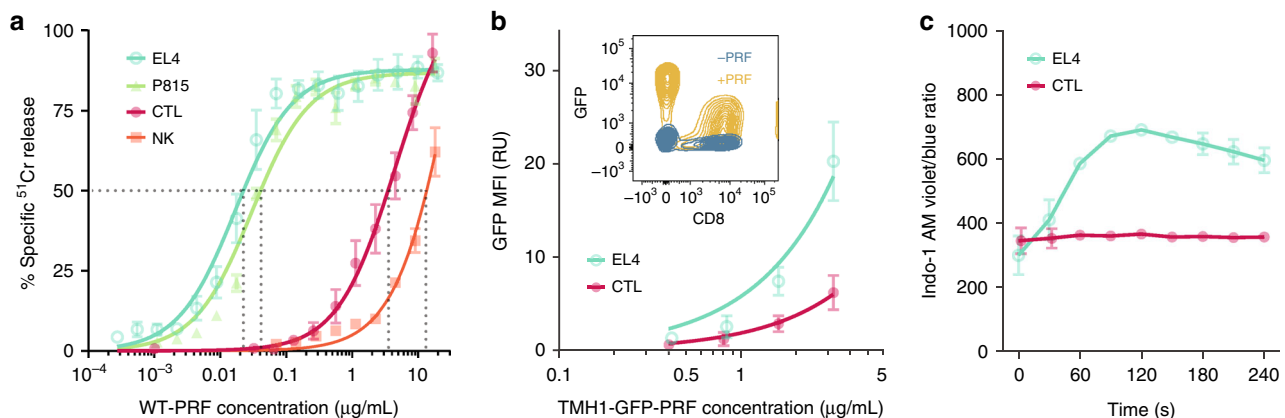 a
% Specific ⁵¹Cr release
100
75
50
25
0
EL4
P815
CTL
NK
10⁻⁴
10⁻³
0.01
0.1
1
10
WT-PRF concentration (μg/mL)
b
GFP MFI (RU)
30
20
10
0
EL4
CTL
0.1
0.5
1
5
TMH1-GFP-PRF concentration (μg/mL)
GFP
10⁵
10⁴
10³
0
−10³
−PRF
+PRF
−10³
0
10³
10⁴
10⁵
CD8
c
Indo-1 AM violet/blue ratio
1000
800
600
400
200
0
EL4
CTL
0
60
120
180
240
Time (s)